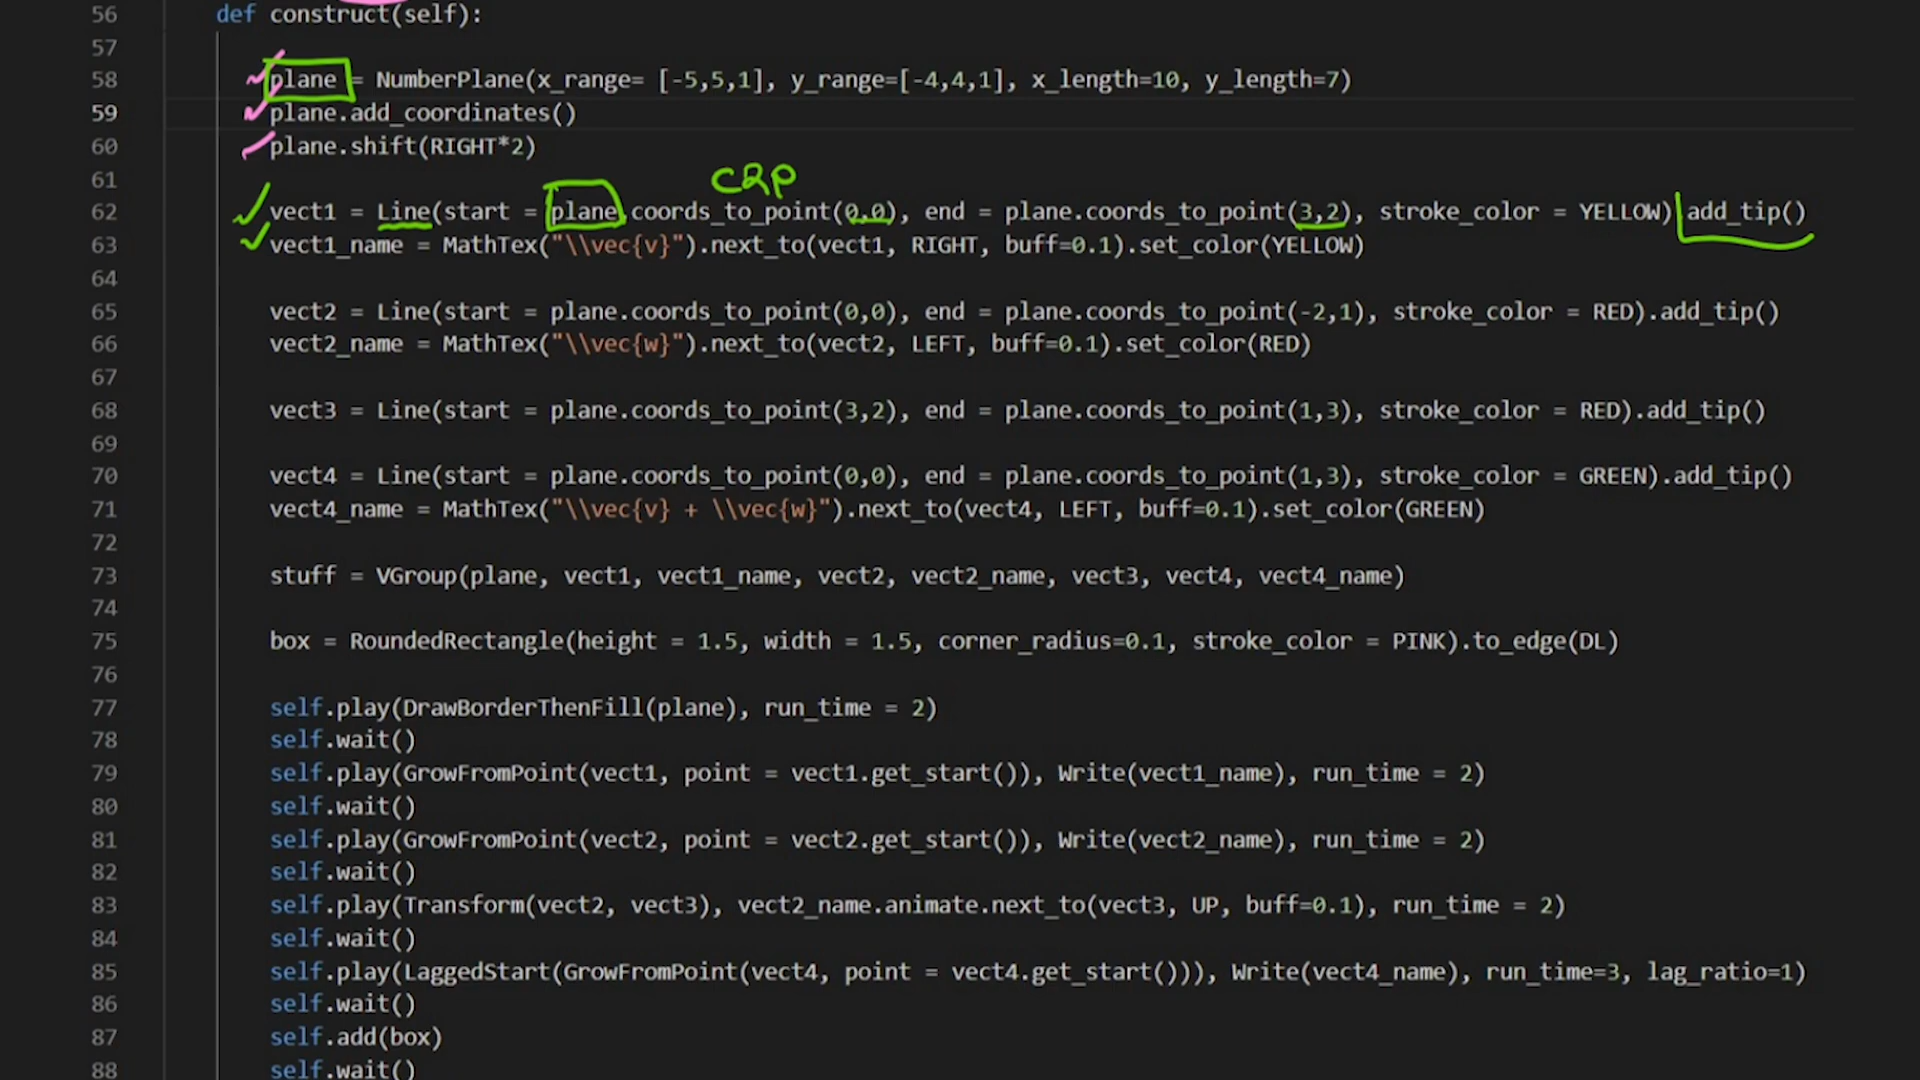 56 def construct(self):
57
58 plane = NumberPlane(x_range= [-5,5,1], y_range=[-4,4,1], x_length=10, y_length=7)
59 plane.add_coordinates()
60 plane.shift(RIGHT*2)
61 C2P
62 vect1 = Line(start = plane.coords_to_point(0,0), end = plane.coords_to_point(3,2), stroke_color = YELLOW) add_tip()
63 vect1_name = MathTex("\\vec{v}").next_to(vect1, RIGHT, buff=0.1).set_color(YELLOW)
64
65 vect2 = Line(start = plane.coords_to_point(0,0), end = plane.coords_to_point(-2,1), stroke_color = RED).add_tip()
66 vect2_name = MathTex("\\vec{w}").next_to(vect2, LEFT, buff=0.1).set_color(RED)
67
68 vect3 = Line(start = plane.coords_to_point(3,2), end = plane.coords_to_point(1,3), stroke_color = RED).add_tip()
69
70 vect4 = Line(start = plane.coords_to_point(0,0), end = plane.coords_to_point(1,3), stroke_color = GREEN).add_tip()
71 vect4_name = MathTex("\\vec{v} + \\vec{w}").next_to(vect4, LEFT, buff=0.1).set_color(GREEN)
72
73 stuff = VGroup(plane, vect1, vect1_name, vect2, vect2_name, vect3, vect4, vect4_name)
74
75 box = RoundedRectangle(height = 1.5, width = 1.5, corner_radius=0.1, stroke_color = PINK).to_edge(DL)
76
77 self.play(DrawBorderThenFill(plane), run_time = 2)
78 self.wait()
79 self.play(GrowFromPoint(vect1, point = vect1.get_start()), Write(vect1_name), run_time = 2)
80 self.wait()
81 self.play(GrowFromPoint(vect2, point = vect2.get_start()), Write(vect2_name), run_time = 2)
82 self.wait()
83 self.play(Transform(vect2, vect3), vect2_name.animate.next_to(vect3, UP, buff=0.1), run_time = 2)
84 self.wait()
85 self.play(LaggedStart(GrowFromPoint(vect4, point = vect4.get_start())), Write(vect4_name), run_time=3, lag_ratio=1)
86 self.wait()
87 self.add(box)
88 self.wait()